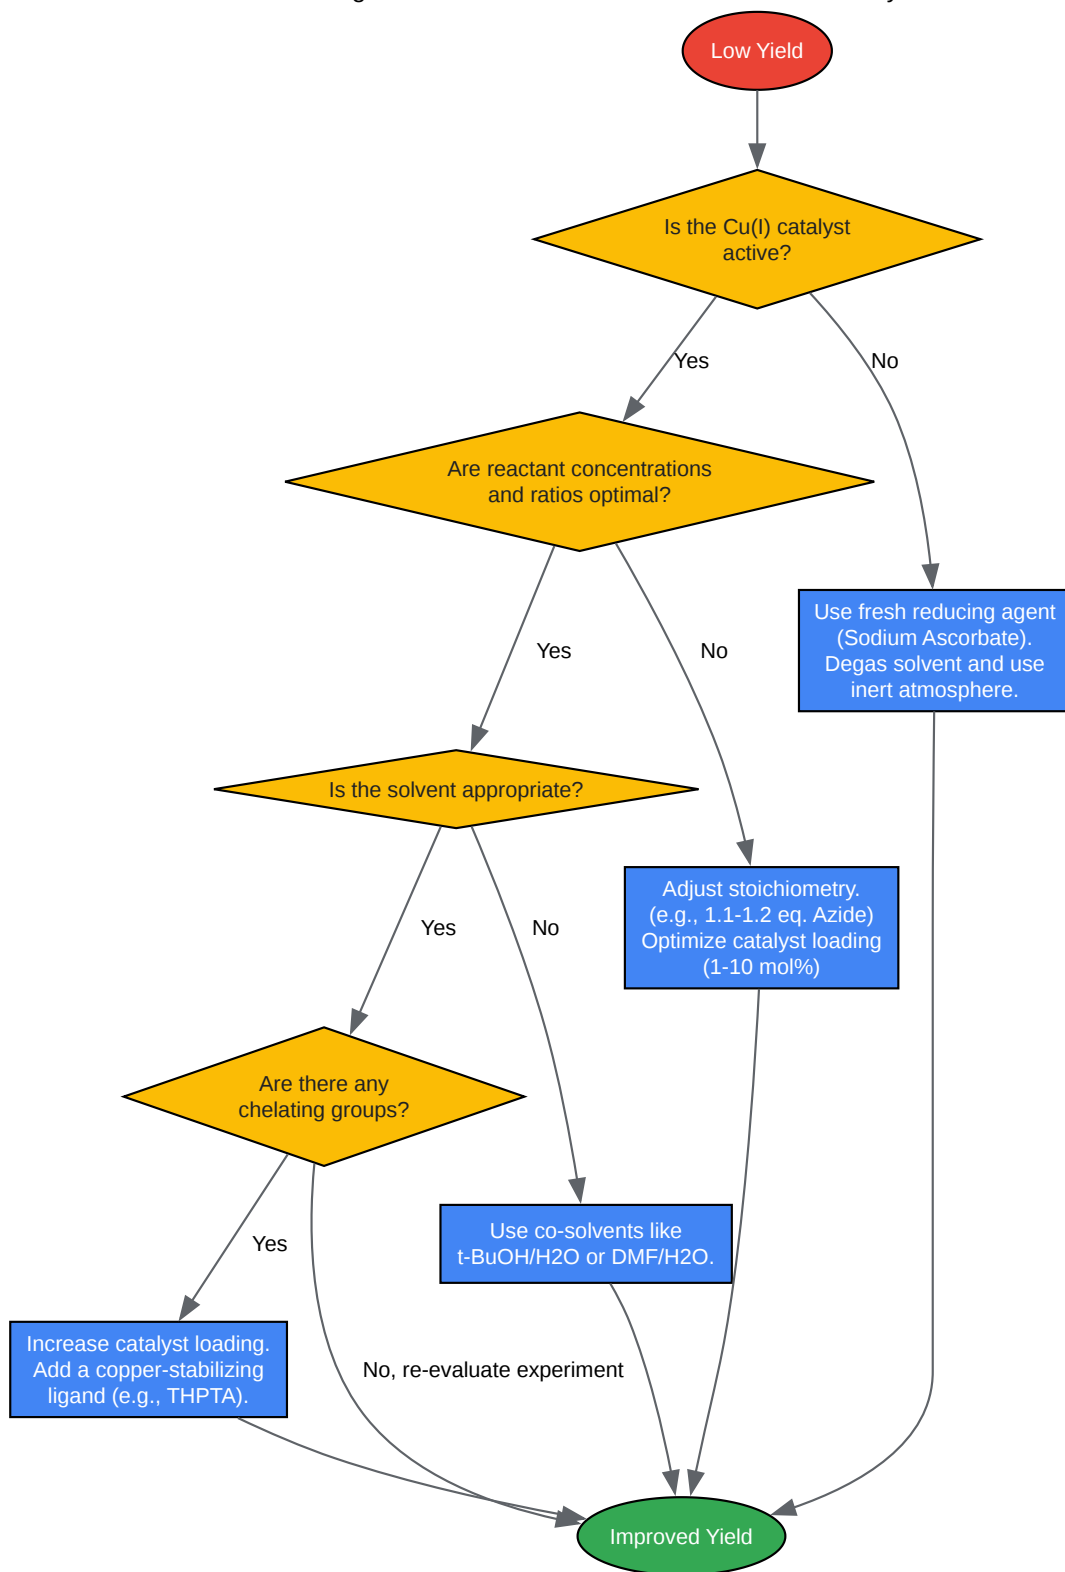 Low Yield
Is the Cu(I) catalyst
active?
Yes
No
Are reactant concentrations
and ratios optimal?
Use fresh reducing agent
(Sodium Ascorbate).
Degas solvent and use
inert atmosphere.
Yes
No
Is the solvent appropriate?
Adjust stoichiometry.
(e.g., 1.1-1.2 eq. Azide)
Optimize catalyst loading
(1-10 mol%)
Yes
No
Are there any
chelating groups?
Use co-solvents like
t-BuOH/H2O or DMF/H2O.
Yes
Increase catalyst loading.
Add a copper-stabilizing
ligand (e.g., THPTA).
No, re-evaluate experiment
Improved Yield